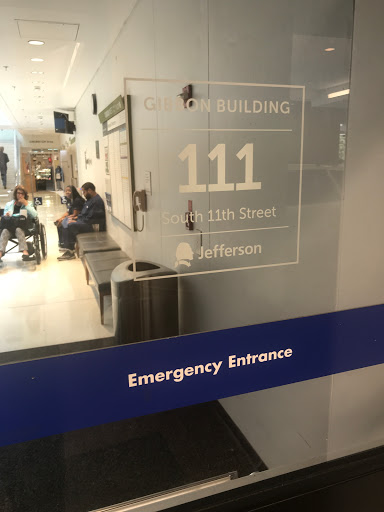 GIBBON BUILDING
111
South 11th Street
Jefferson
Emergency Entrance